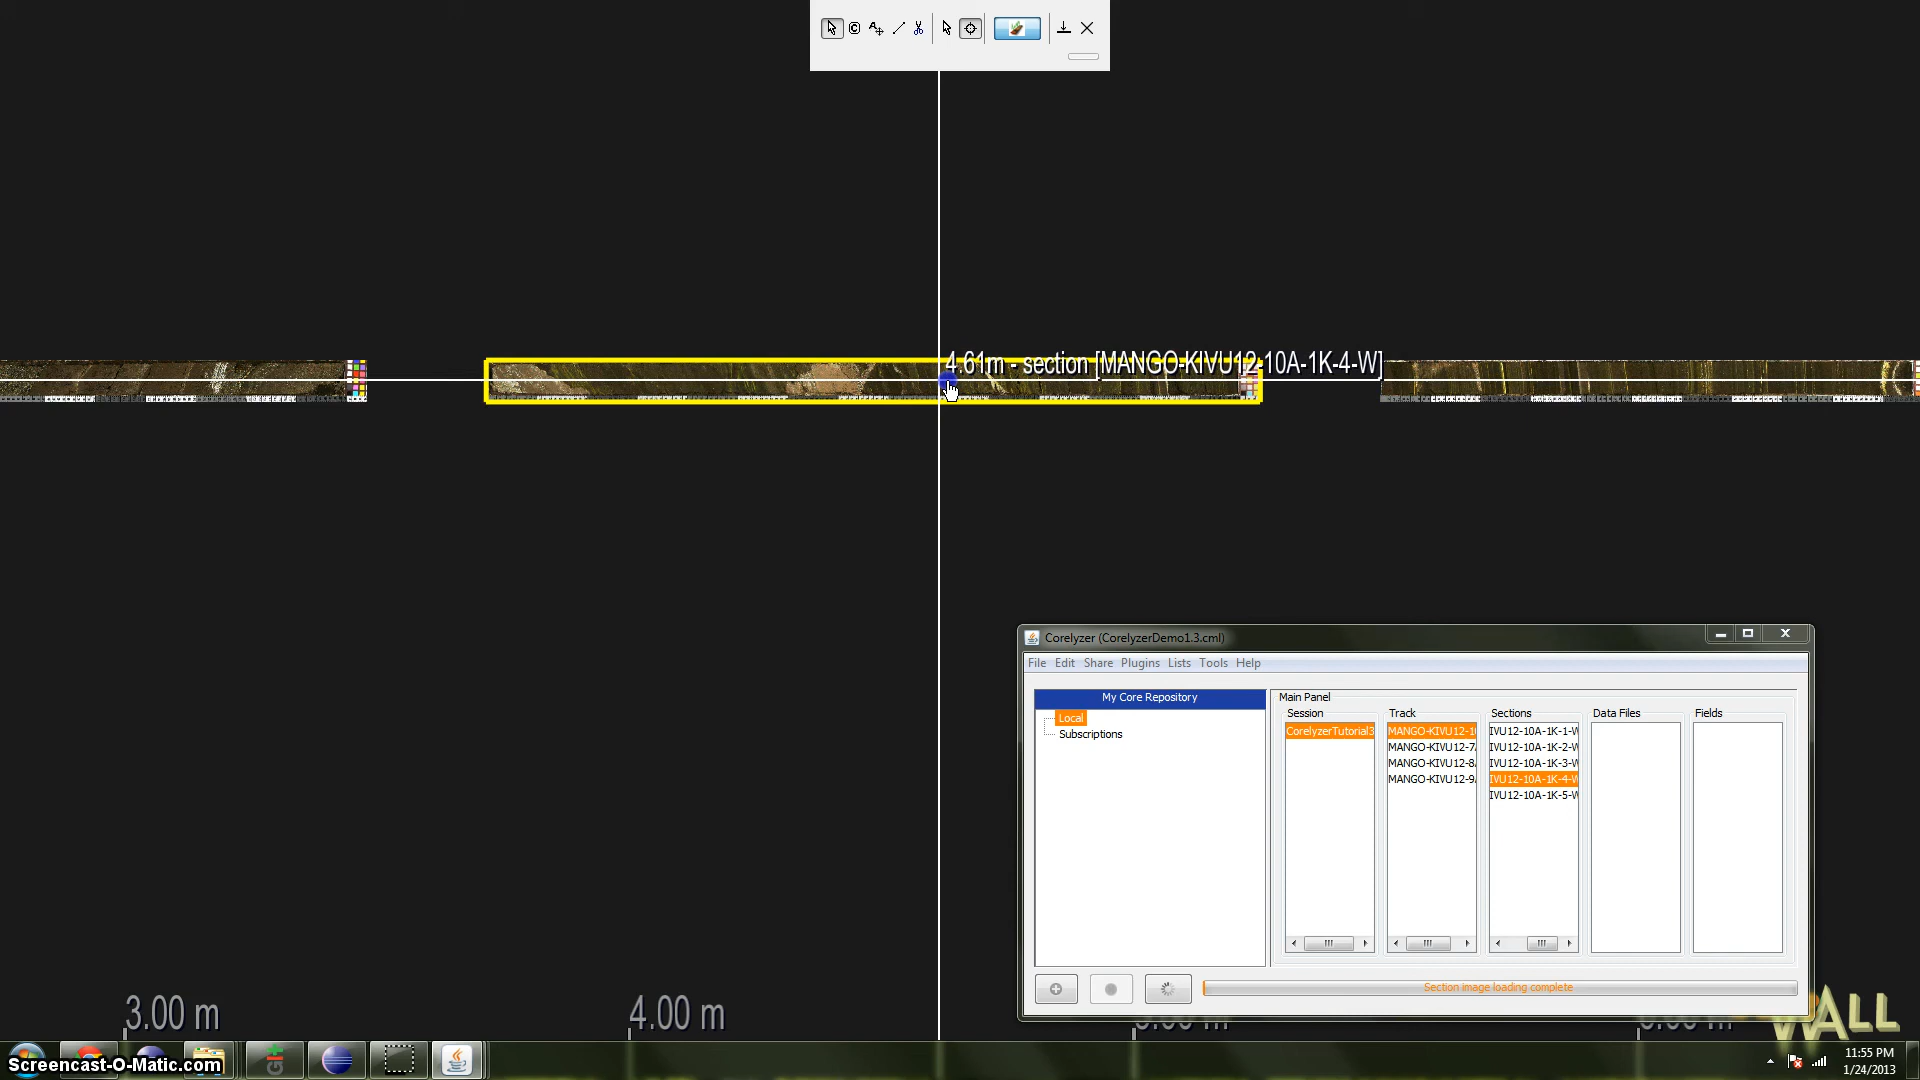 4.61m - section [MANGO-KIVU12-10A-1K-4-W]
Corelyzer (CorelyzerDemo1.3.cml)
File Edit Share Plugins Lists Tools Help
My Core Repository
Local
Subscriptions
Main Panel
Session
CorelyzerTutorial3
Track
MANGO-KIVU12-1
MANGO-KIVU12-7
MANGO-KIVU12-8
MANGO-KIVU12-9
Sections
IVU12-10A-1K-1-W
IVU12-10A-1K-2-W
IVU12-10A-1K-3-W
IVU12-10A-1K-4-W
IVU12-10A-1K-5-W
Data Files
Fields
Section image loading complete
3.00 m
4.00 m
WALL
Screencast-O-Matic.com
11:55 PM
1/24/2013